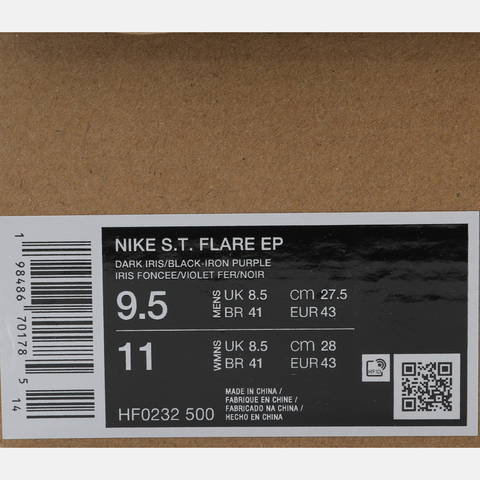 NIKE S.T. FLARE EP
DARK IRIS/BLACK-IRON PURPLE
IRIS FONCEE/VIOLET FER/NOIR
9.5 MENS UK 8.5 cm 27.5
BR 41 EUR 43
11 WMNS UK 8.5 cm 28
BR 41 EUR 43
HF0232 500
MADE IN CHINA /
FABRIQUE EN CHINE /
FABRICADO NA CHINA /
HECHO EN CHINA
1 98486 70178 5 14